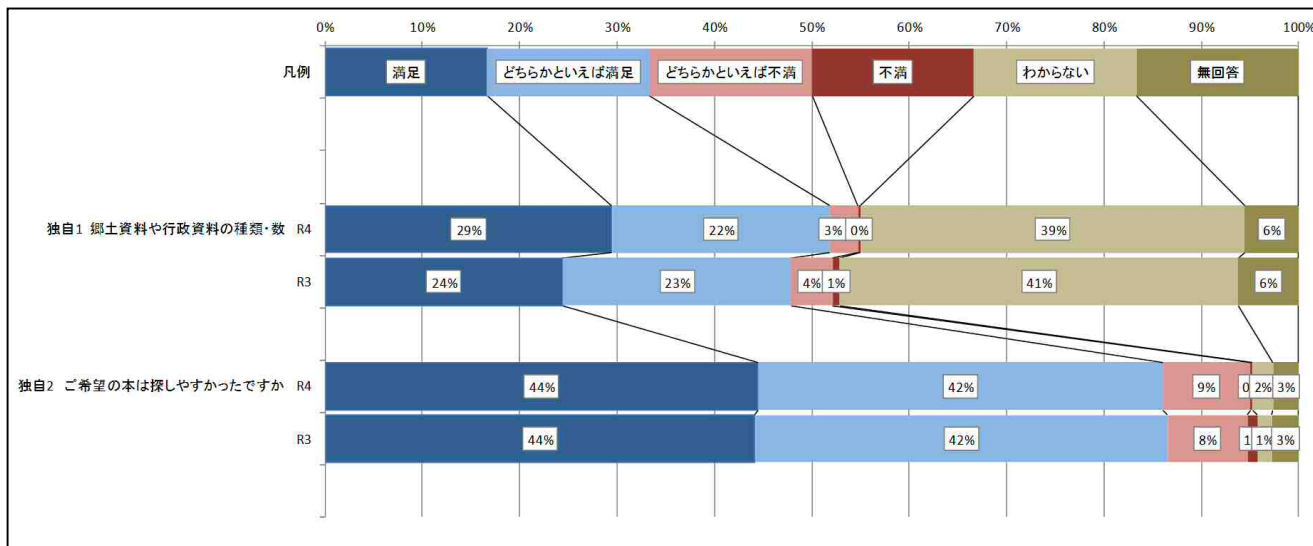 0% 10% 20% 30% 40% 50% 60% 70% 80% 90% 100%
凡例 満足 どちらかといえば満足 どちらかといえば不満 不満 わからない 無回答
独自1 郷土資料や行政資料の種類・数 R4 29% 22% 3% 0% 39% 6%
R3 24% 23% 4% 1% 41% 6%
独自2 ご希望の本は探しやすかったですか R4 44% 42% 9% 0 2% 3%
R3 44% 42% 8% 1 1% 3%